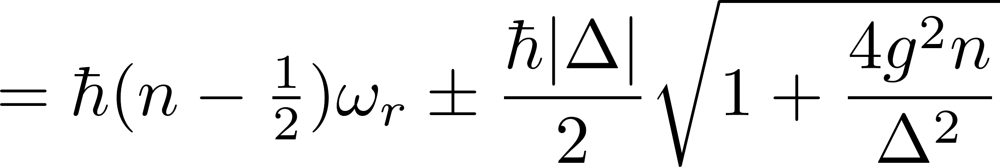 = ℏ(n − 1/2)ω_r ± ℏ|Δ|/2 √(1 + 4g²n/Δ²)